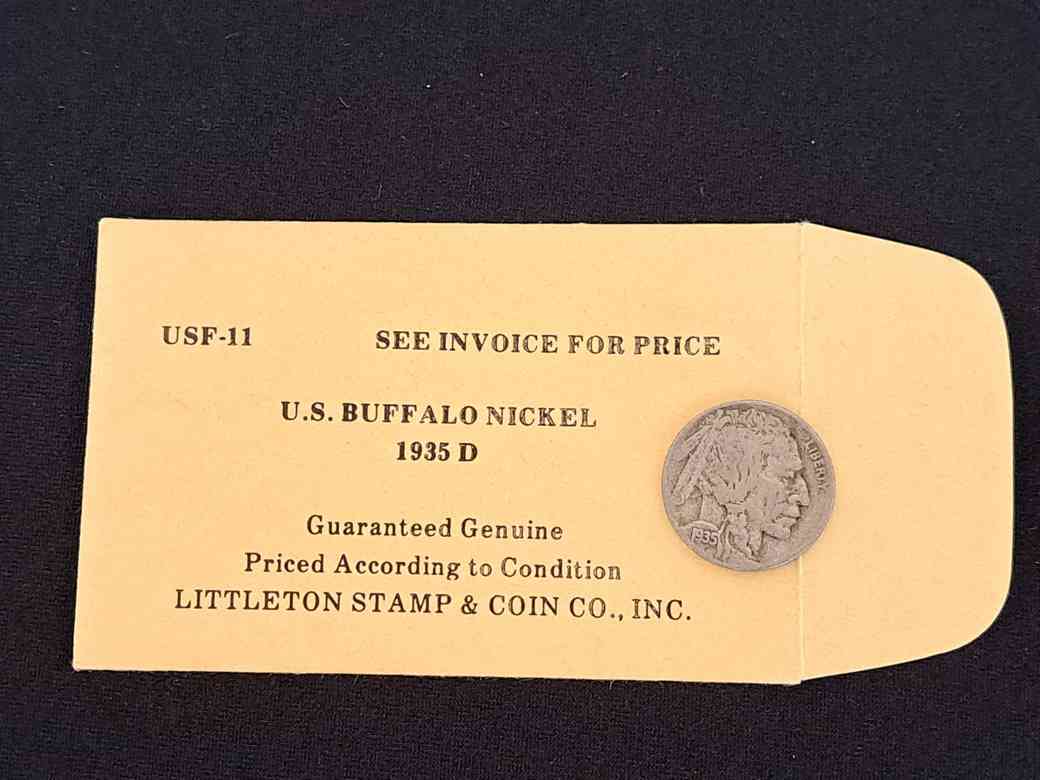 USF-11 SEE INVOICE FOR PRICE
U.S. BUFFALO NICKEL
1935 D
Guaranteed Genuine
Priced According to Condition
LITTLETON STAMP & COIN CO., INC.
LIBERTY
1935